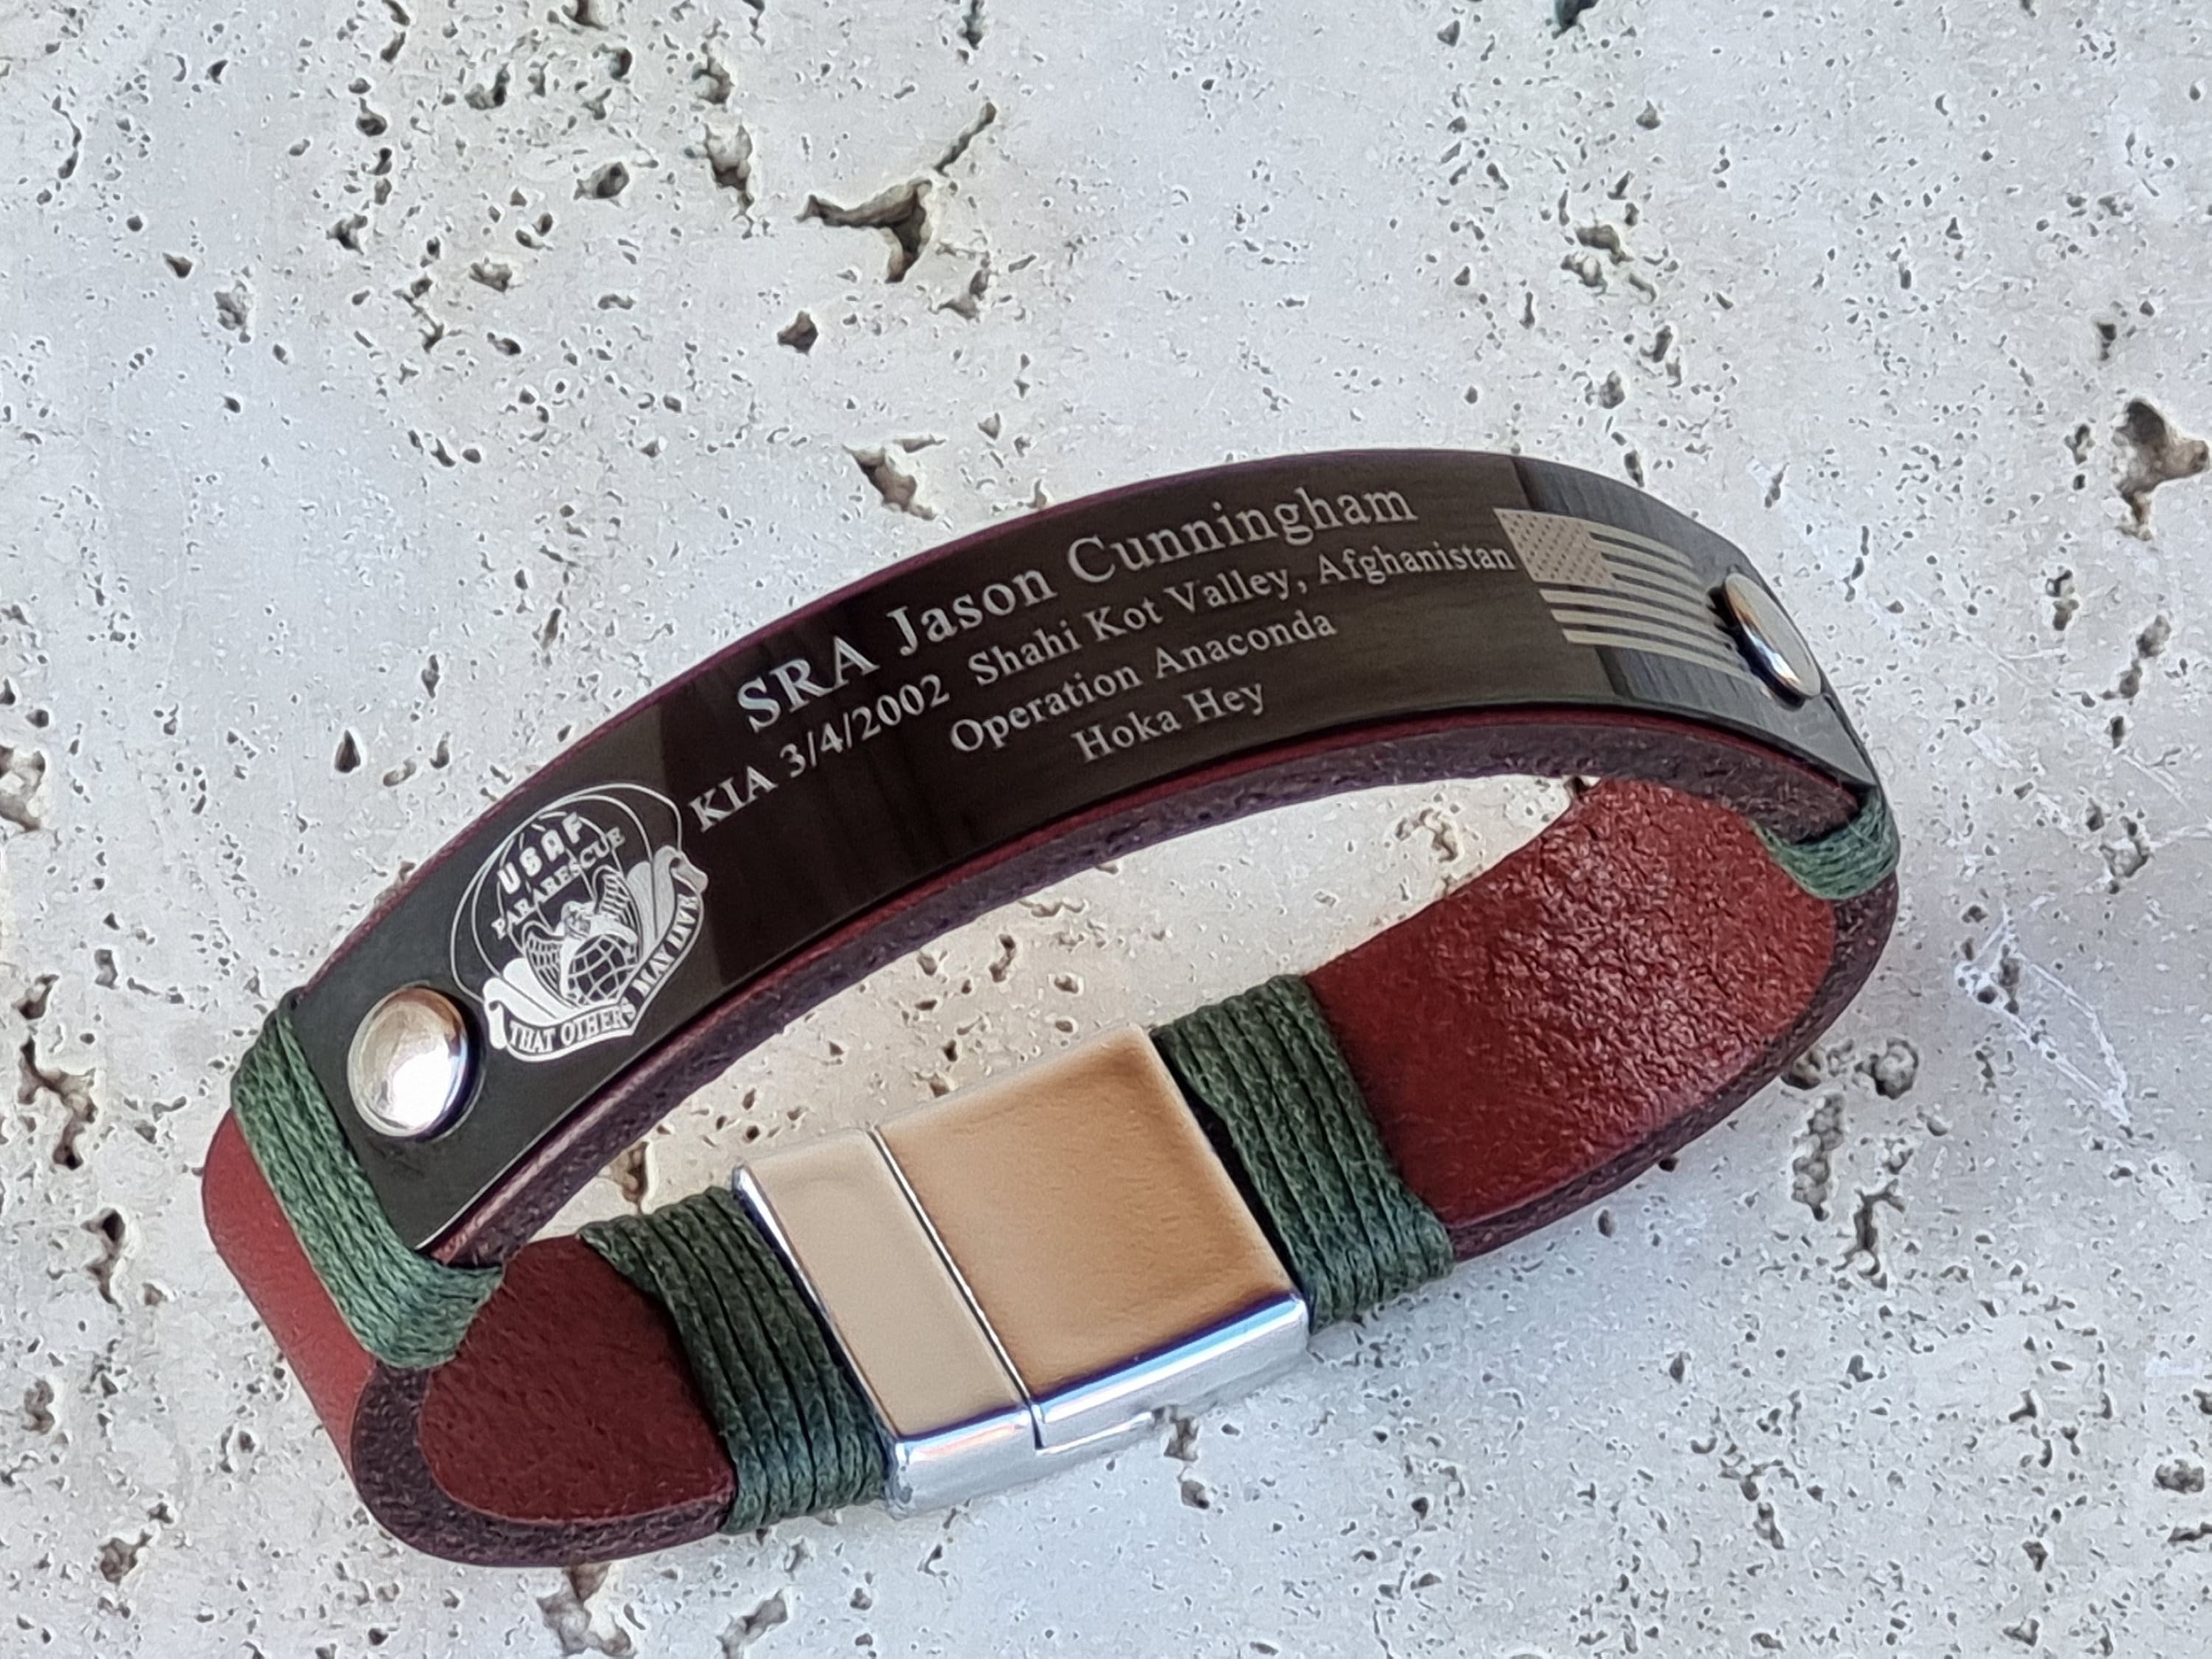 SRA Jason Cunningham
KIA 3/4/2002 Shahi Kot Valley, Afghanistan
Operation Anaconda
Hoka Hey
USAF
PARARESCUE
THAT OTHERS MAY LIVE